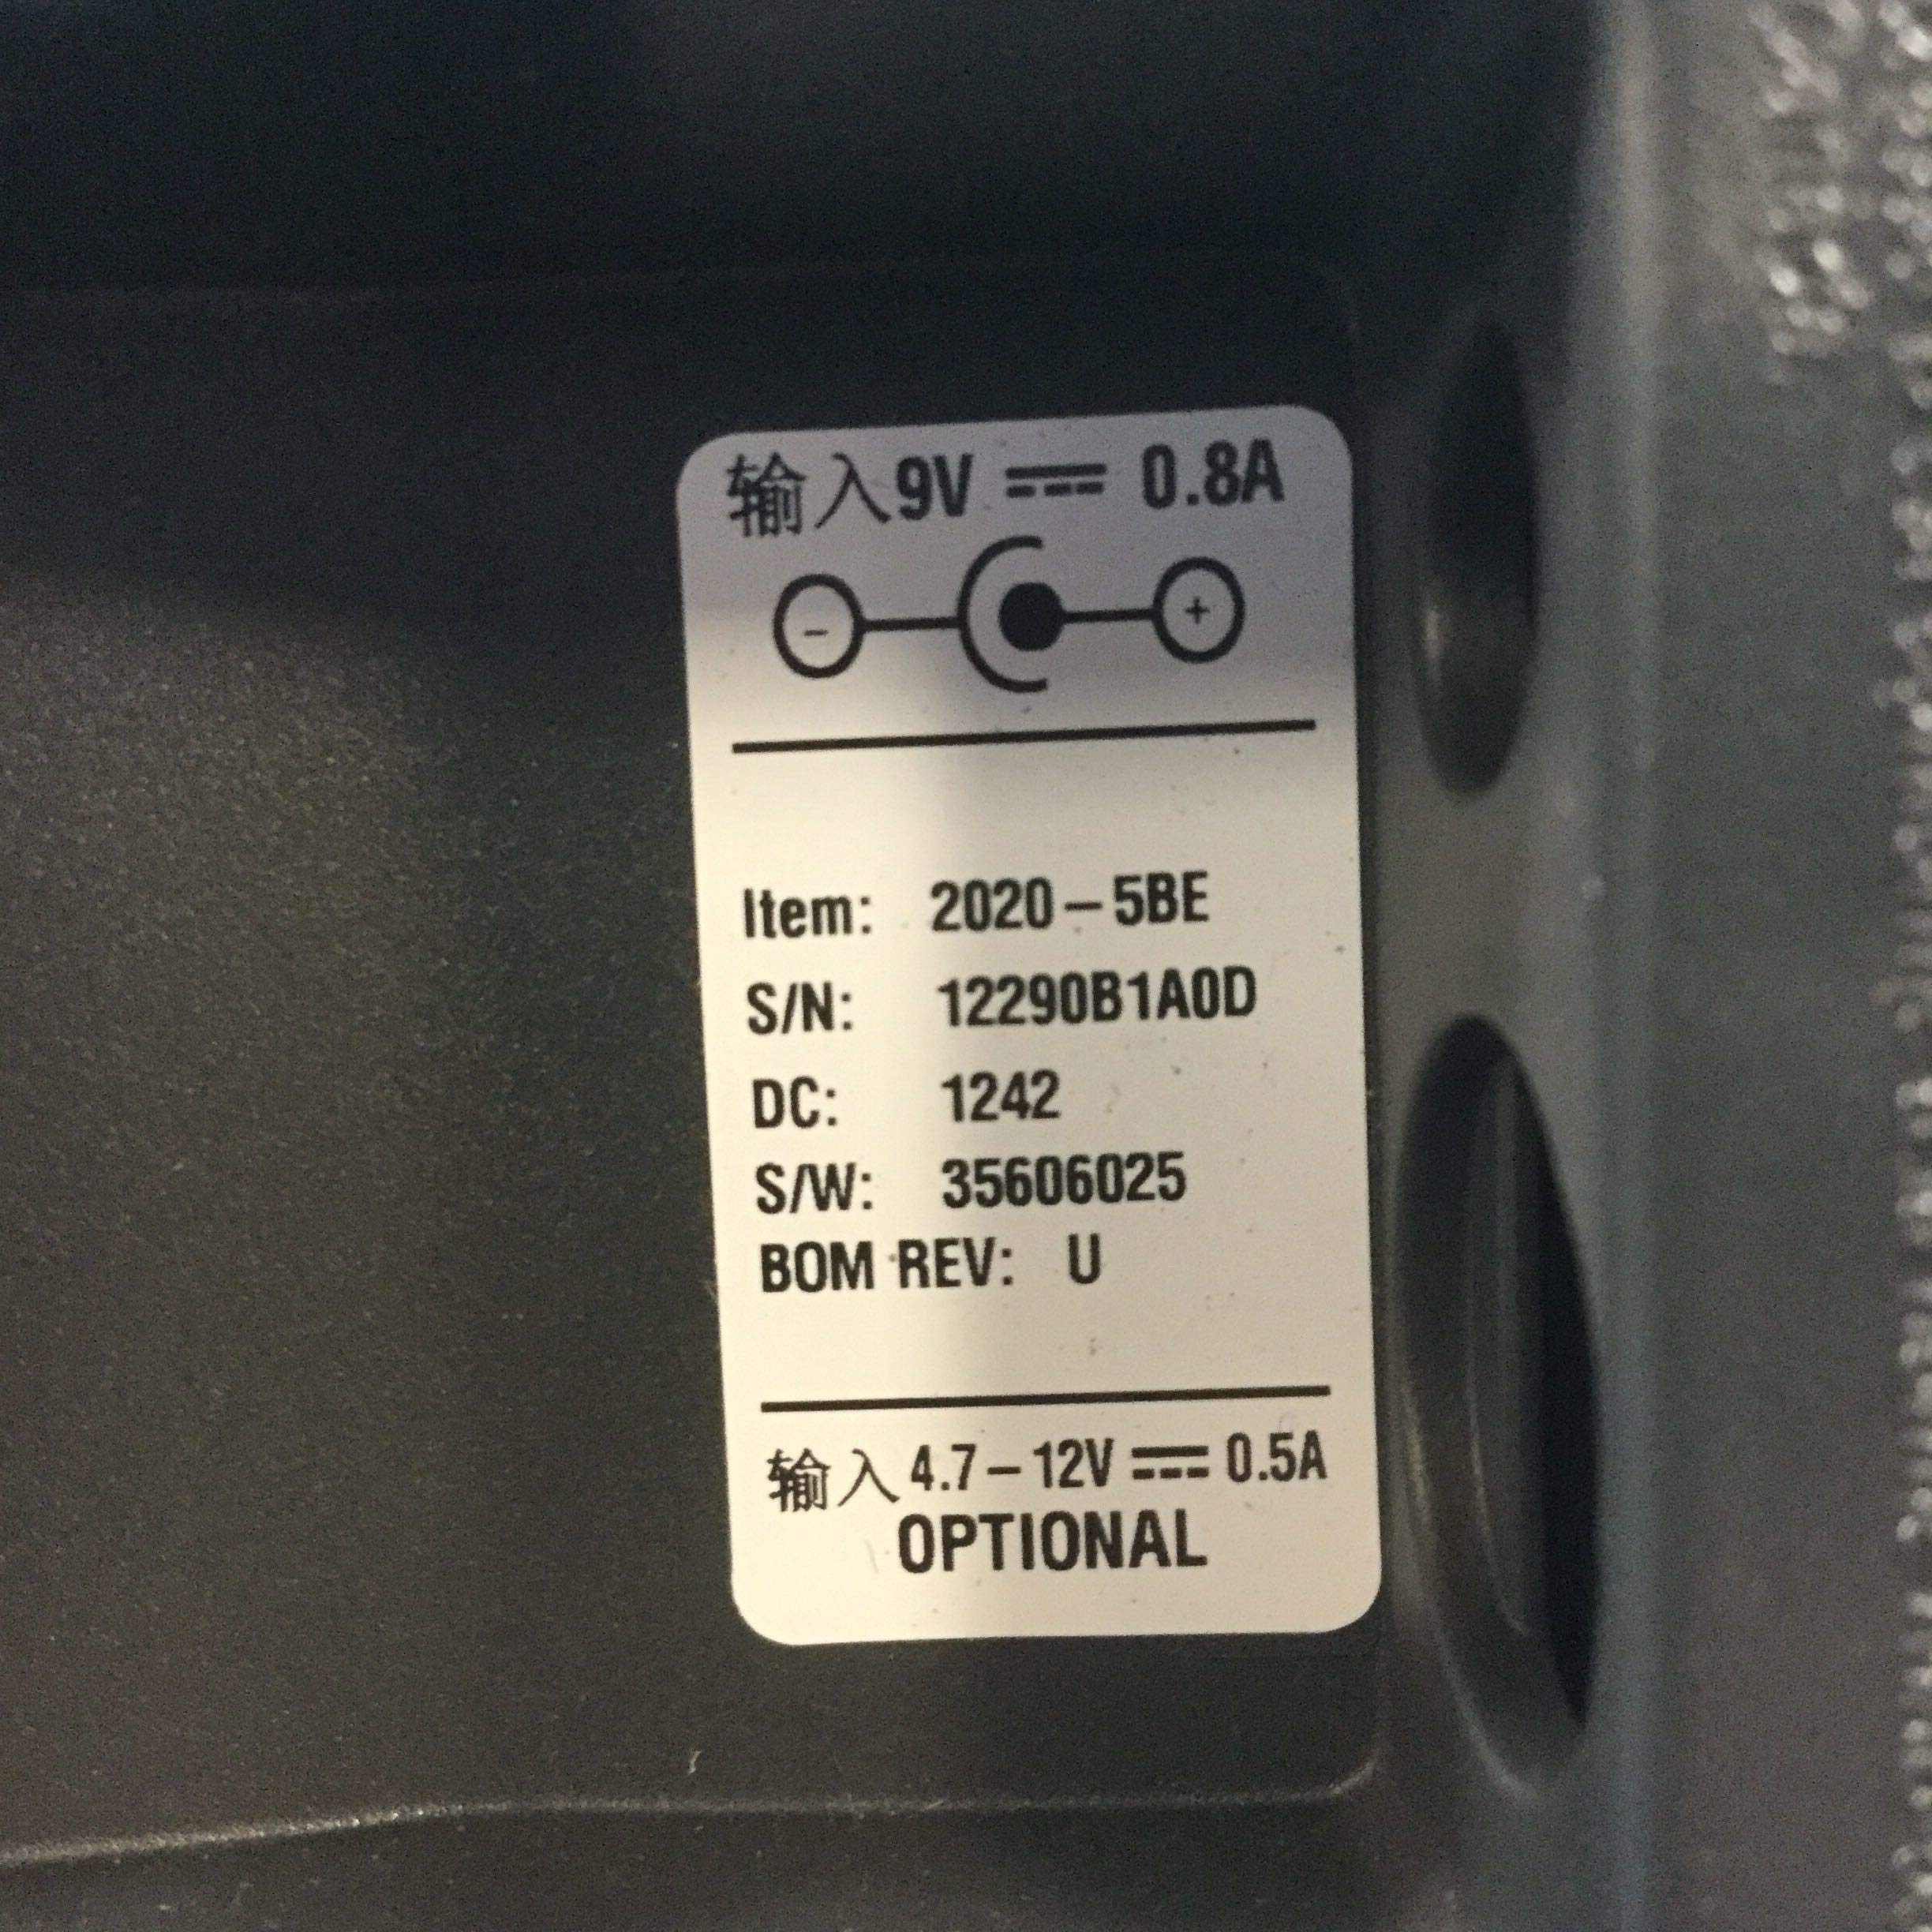 输入9V ⎓ 0.8A
− +
Item: 2020–5BE
S/N: 12290B1A0D
DC: 1242
S/W: 35606025
BOM REV: U
输入4.7–12V ⎓ 0.5A
OPTIONAL